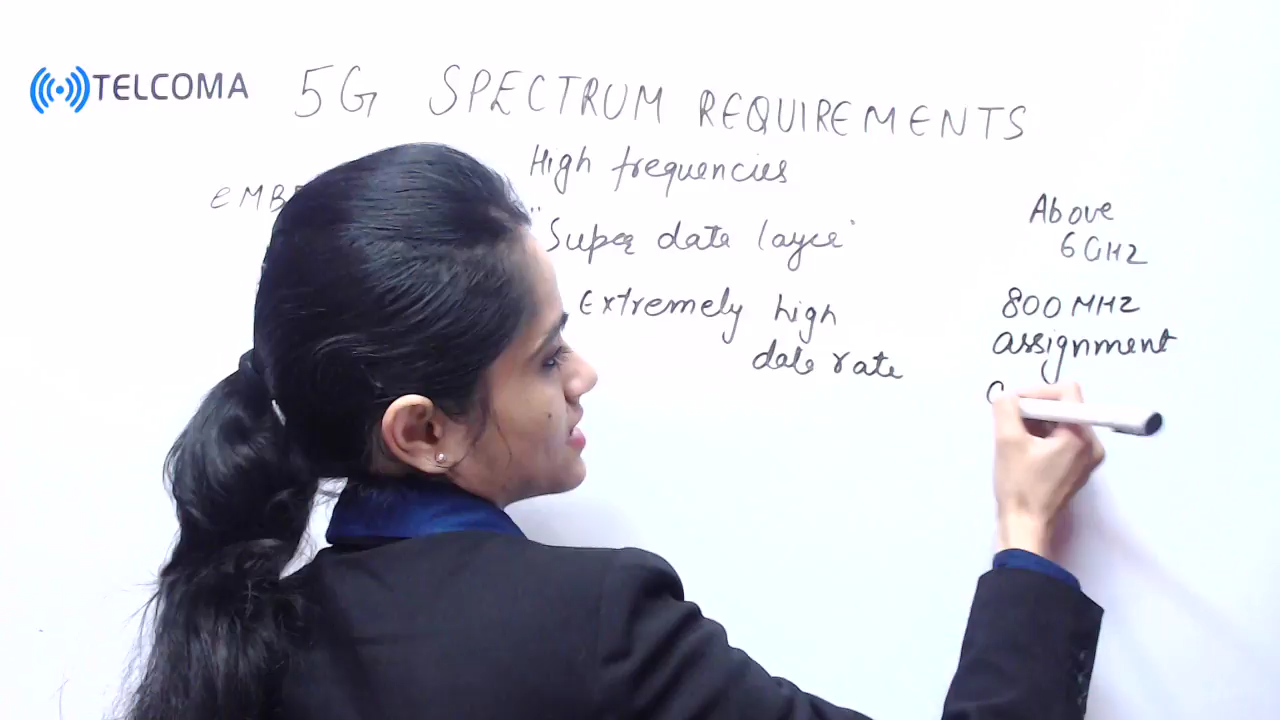 TELCOMA
5G SPECTRUM REQUIREMENTS
High frequencies
"Super data layer"
Extremely high
data rate
Above
6 GHz
800 MHz
assignment